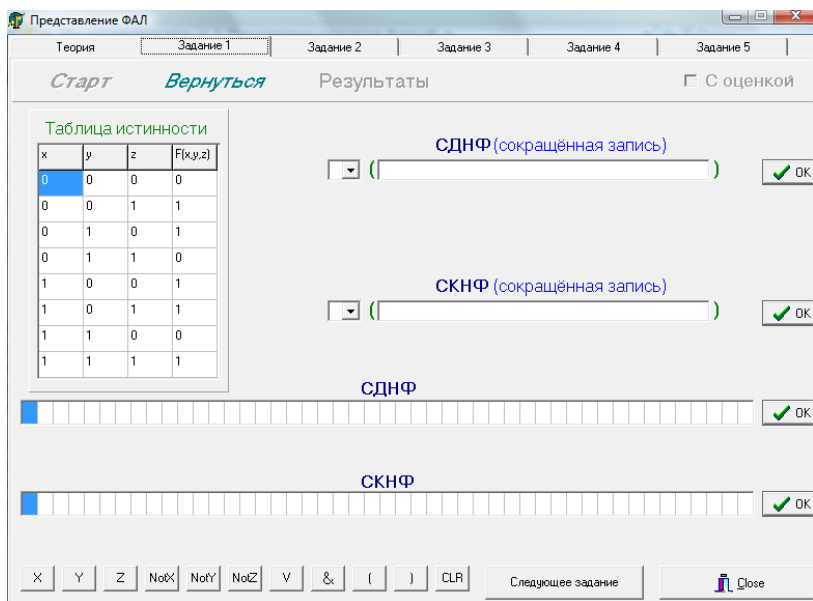 Представление ФАЛ
Теория Задание 1 Задание 2 Задание 3 Задание 4 Задание 5
Старт Вернуться Результаты С оценкой
Таблица истинности
x y z F(x,y,z)
0 0 0 0
0 0 1 1
0 1 0 1
0 1 1 0
1 0 0 1
1 0 1 1
1 1 0 0
1 1 1 1
СДНФ (сокращённая запись)
( ) OK
СКНФ (сокращённая запись)
( ) OK
СДНФ
OK
СКНФ
OK
X Y Z NotX NotY NotZ V & ( ) CLR Следующее задание Close